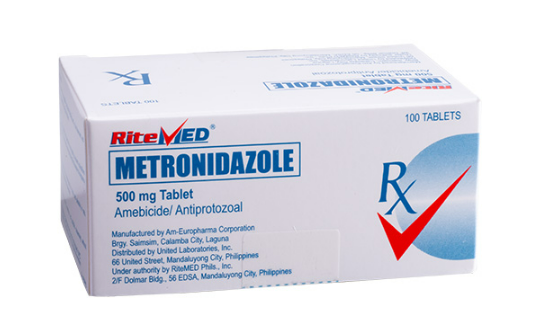 Rx
100 TABLETS
RiteMED®
METRONIDAZOLE
Amebicide/Antiprotozoal
500 mg Tablet
RiteMED®
METRONIDAZOLE
500 mg Tablet
Amebicide/ Antiprotozoal
Manufactured by Am-Europharma Corporation
Brgy. Saimsim, Calamba City, Laguna
Distributed by United Laboratories, Inc.
66 United Street, Mandaluyong City, Philippines
Under authority by RiteMED Phils., Inc.
2/F Dolmar Bldg., 56 EDSA, Mandaluyong City, Philippines
100 TABLETS
Rx